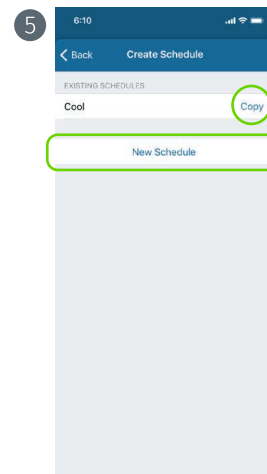 5
6:10
Back Create Schedule
EXISTING SCHEDULES
Cool Copy
New Schedule